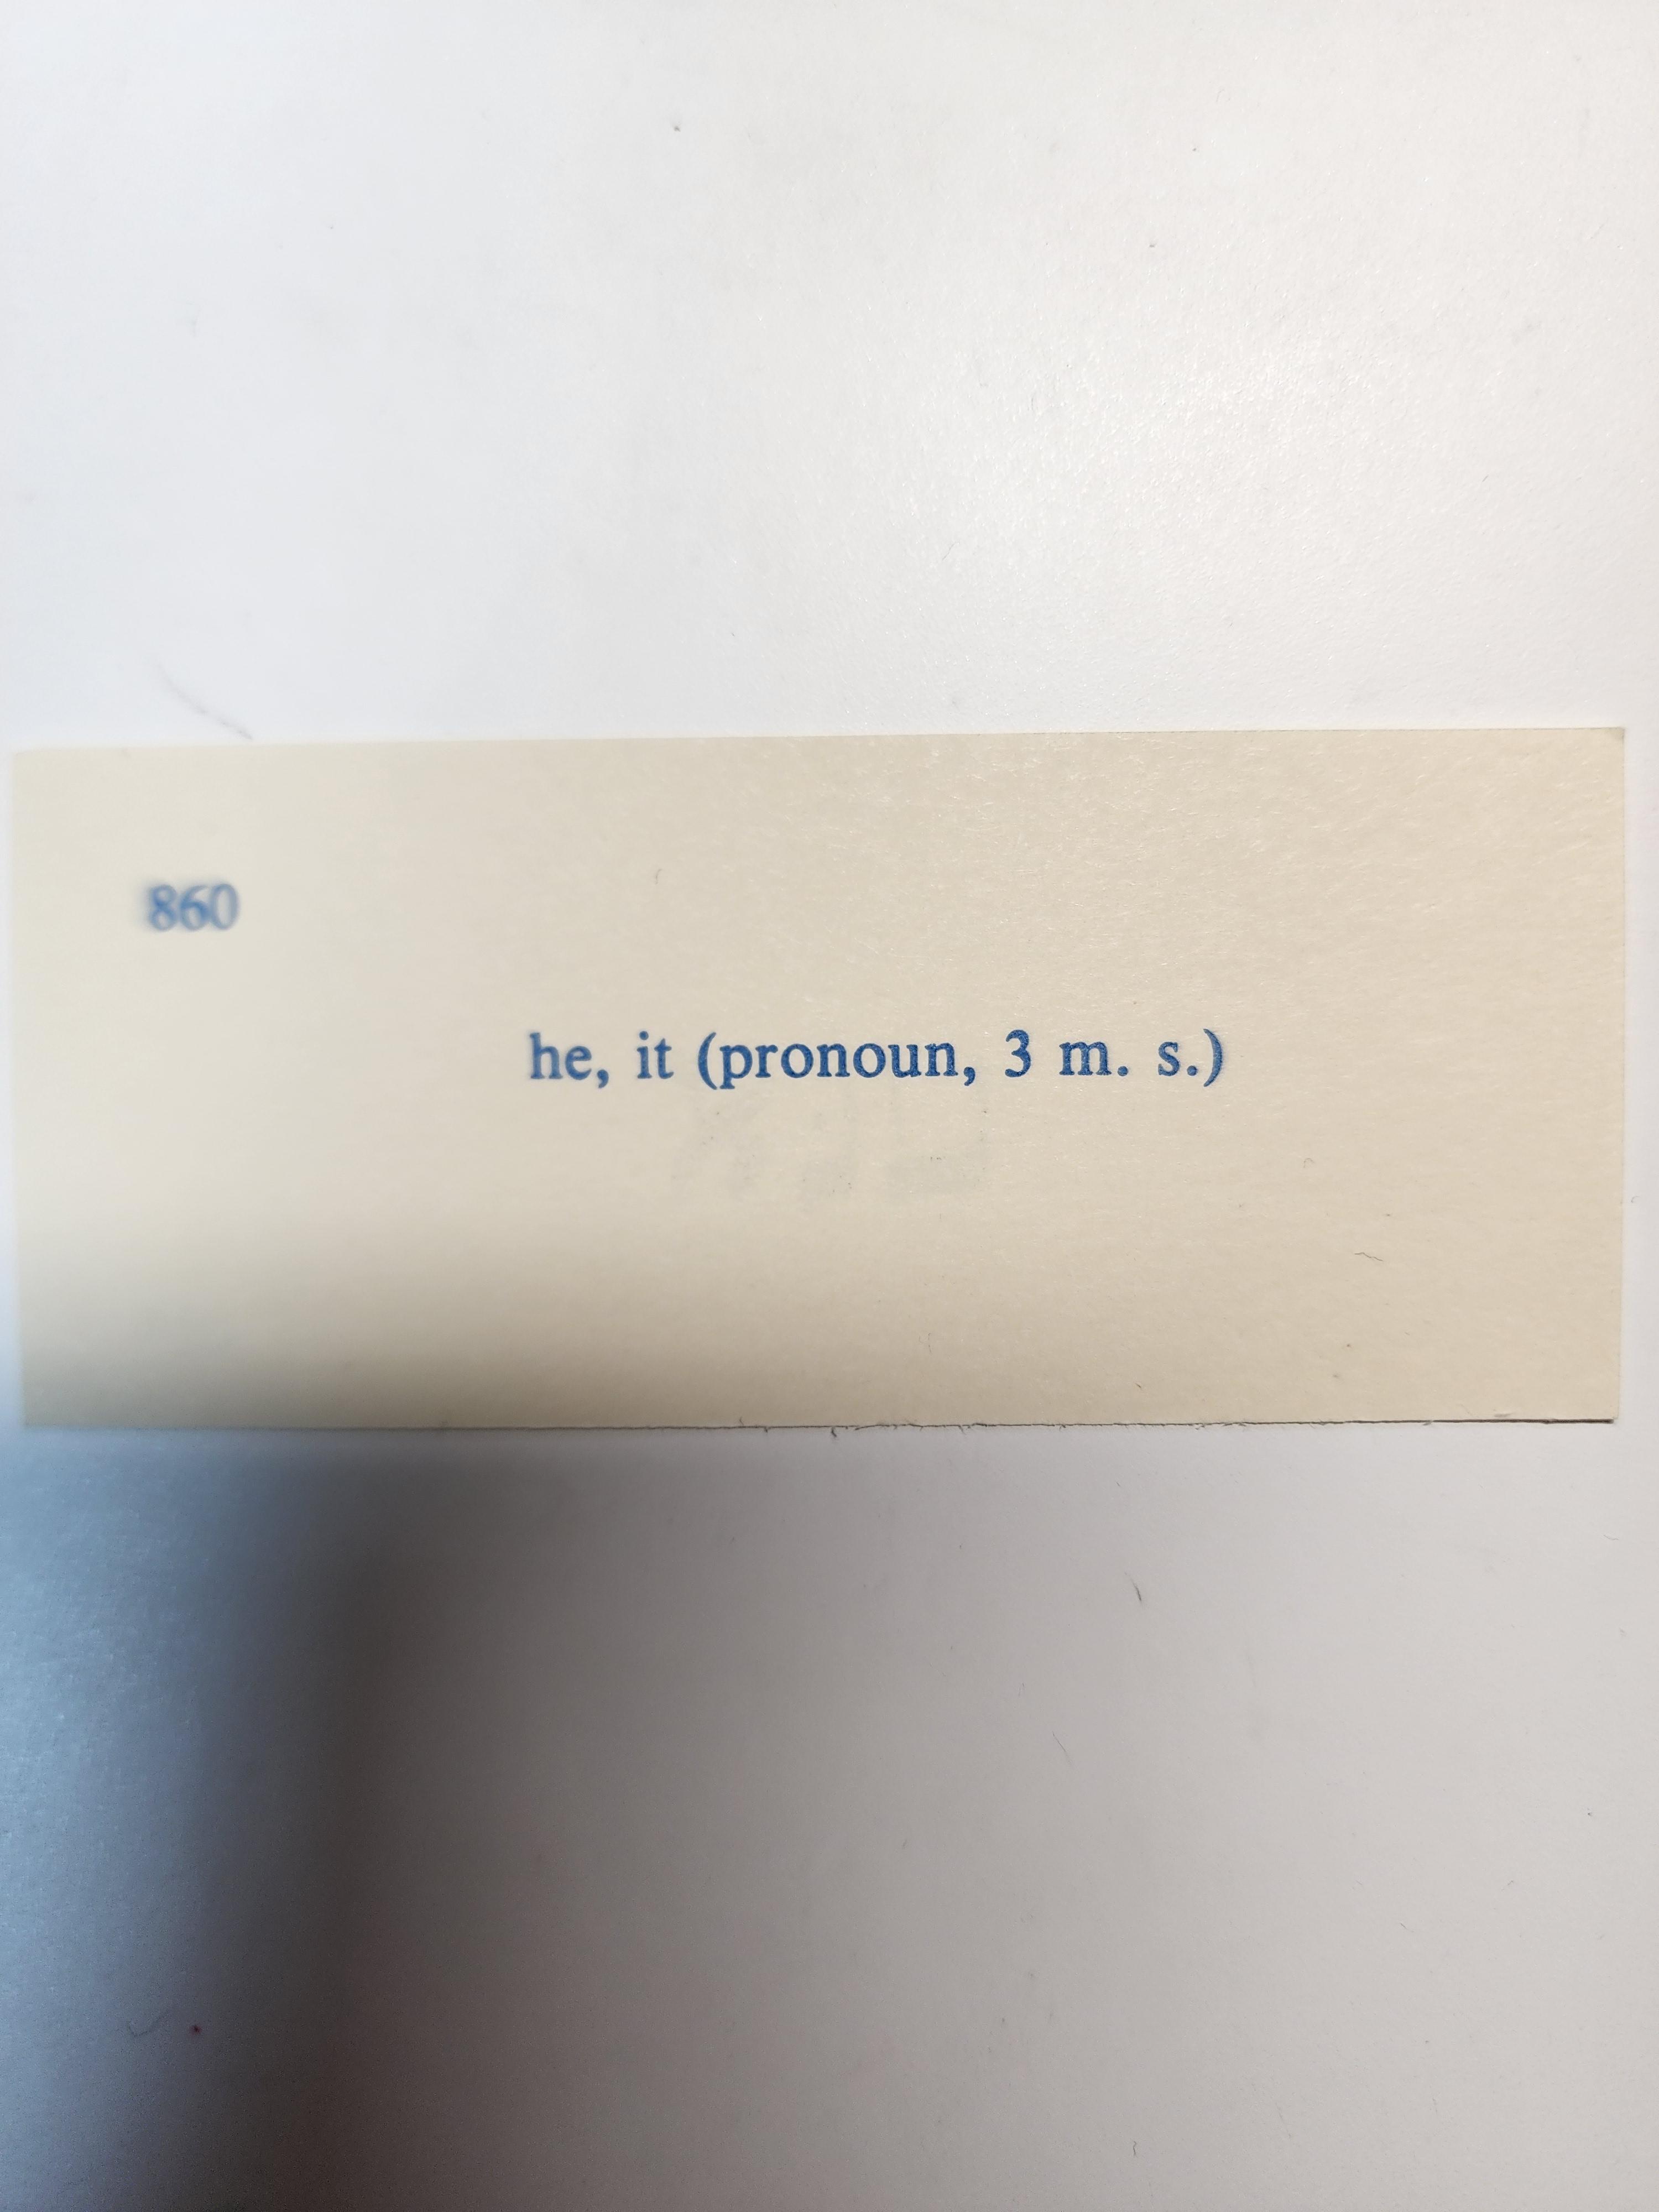 860
he, it (pronoun, 3 m. s.)